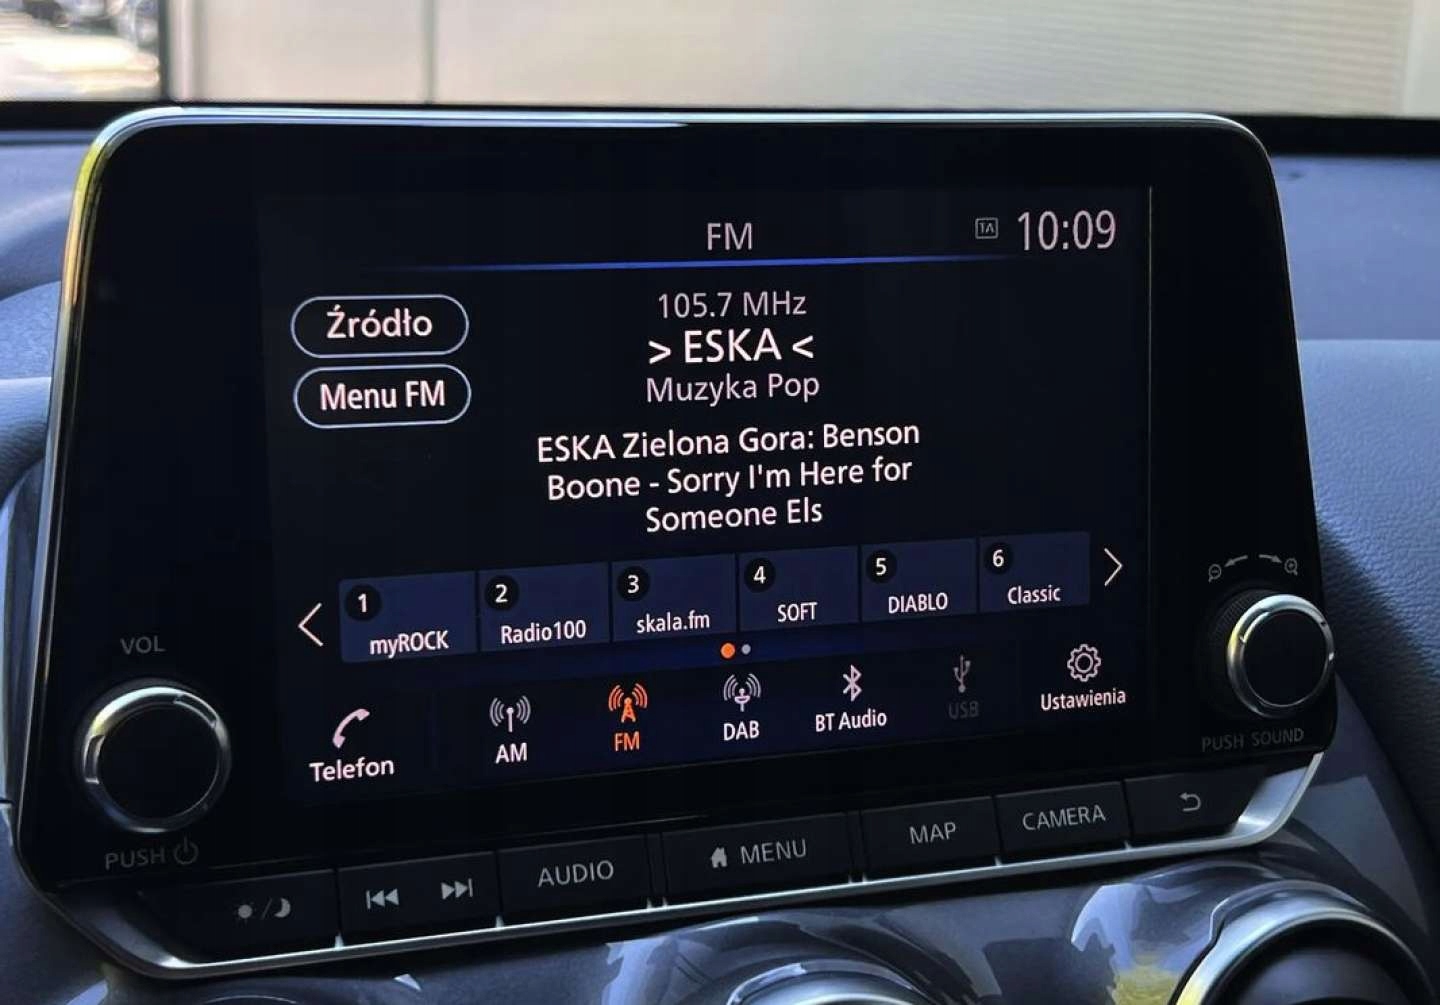 FM
TA 10:09
Źródło
Menu FM
105.7 MHz
> ESKA <
Muzyka Pop
ESKA Zielona Gora: Benson
Boone - Sorry I'm Here for
Someone Els
1 myROCK
2 Radio100
3 skala.fm
4 SOFT
5 DIABLO
6 Classic
Telefon
AM
FM
DAB
BT Audio
USB
Ustawienia
VOL
PUSH
PUSH SOUND
AUDIO
MENU
MAP
CAMERA